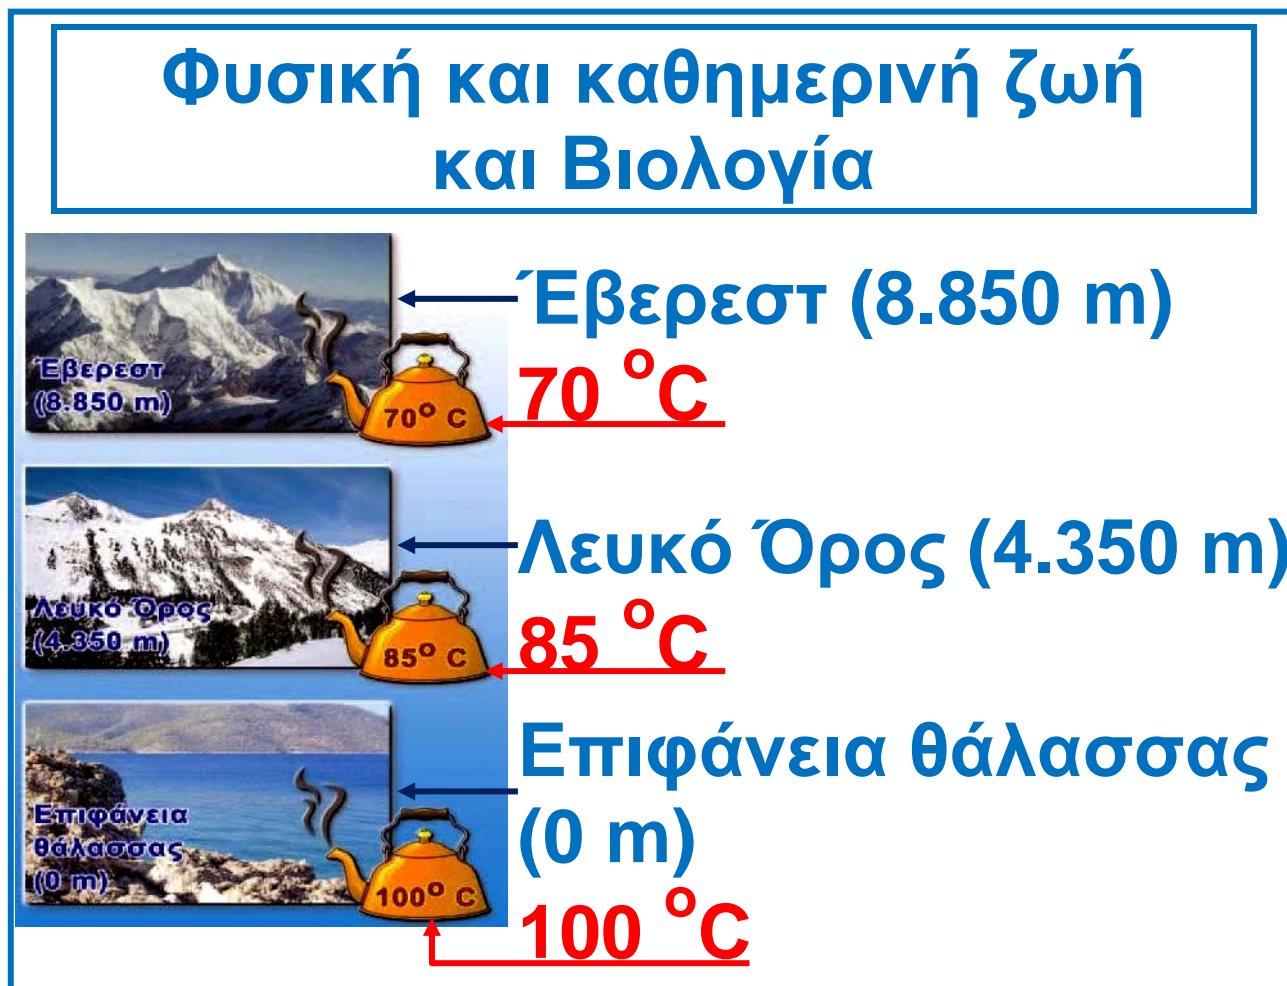 Φυσική και καθημερινή ζωή
και Βιολογία
Έβερεστ
(8.850 m)
70° C
Έβερεστ (8.850 m)
70 °C
Λευκό Όρος
(4.350 m)
85° C
Λευκό Όρος (4.350 m)
85 °C
Επιφάνεια
θάλασσας
(0 m)
100° C
Επιφάνεια θάλασσας
(0 m)
100 °C